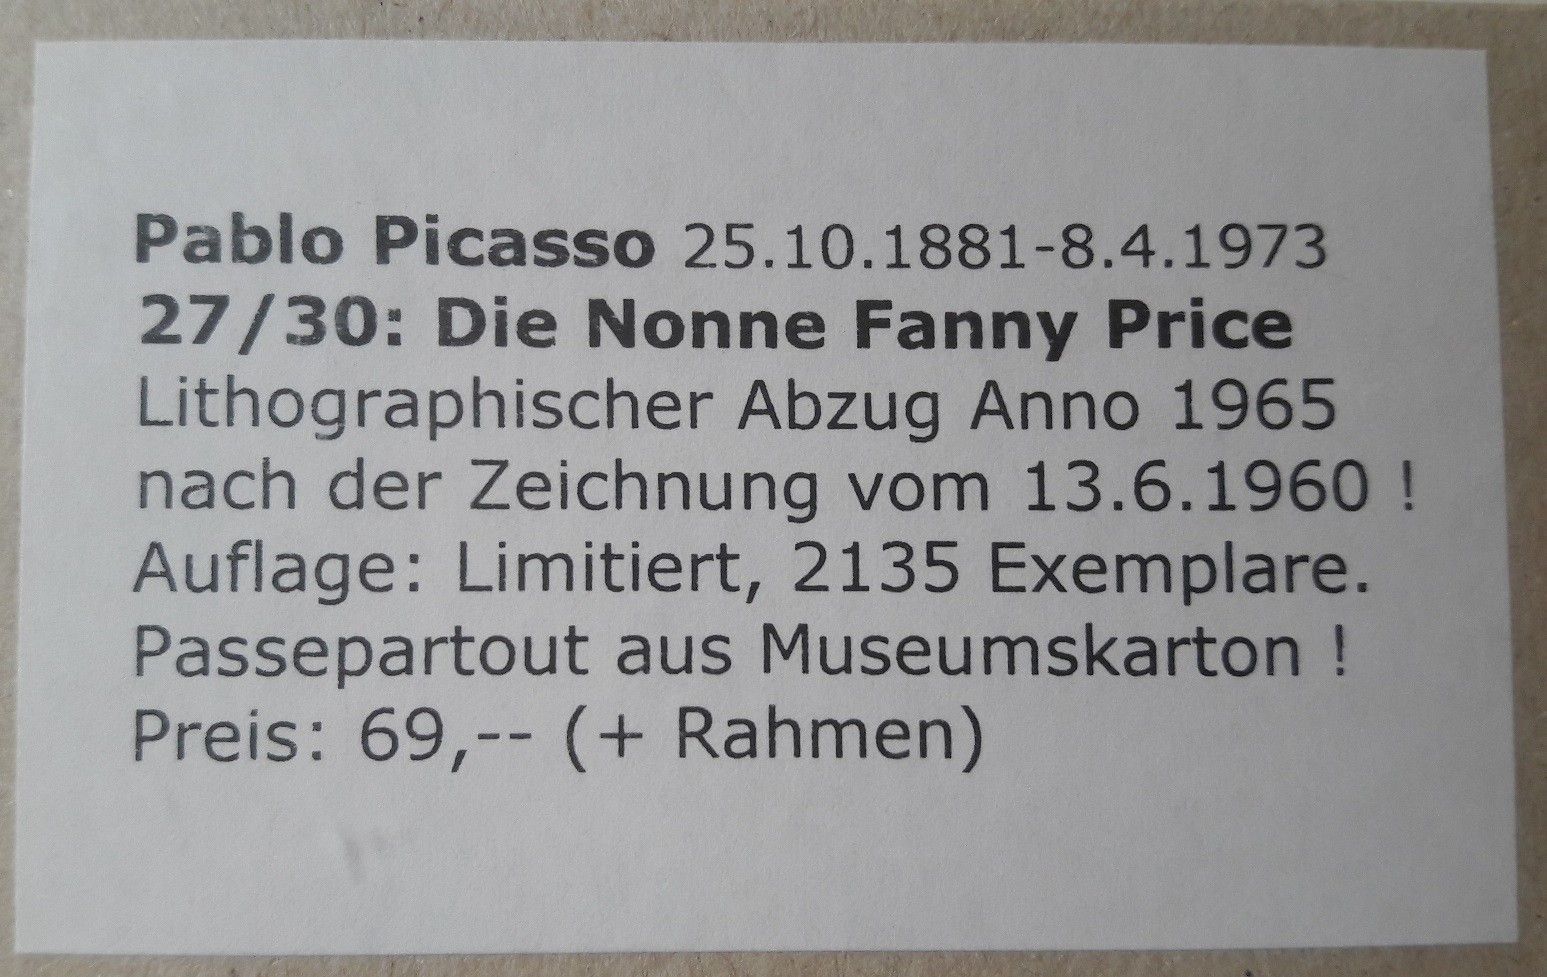 Pablo Picasso 25.10.1881-8.4.1973
27/30: Die Nonne Fanny Price
Lithographischer Abzug Anno 1965
nach der Zeichnung vom 13.6.1960 !
Auflage: Limitiert, 2135 Exemplare.
Passepartout aus Museumskarton !
Preis: 69,-- (+ Rahmen)